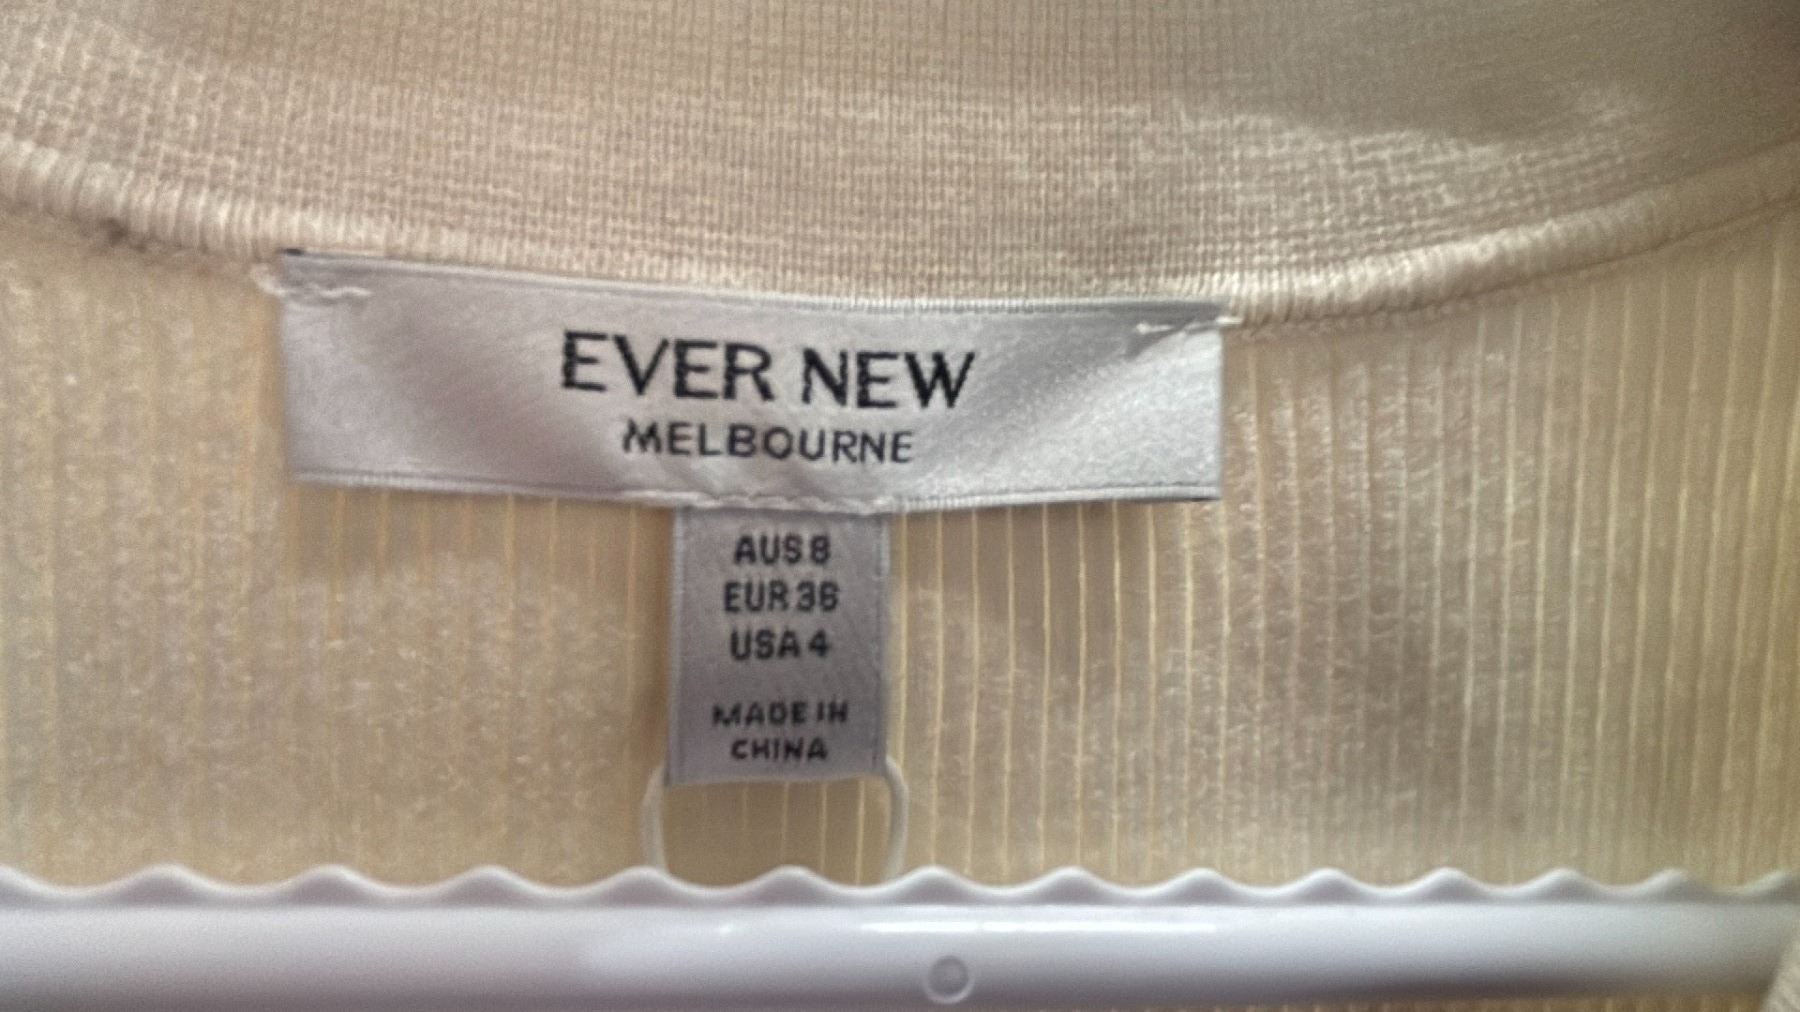 EVER NEW
MELBOURNE
AUS 8
EUR 36
USA 4
MADE IN
CHINA